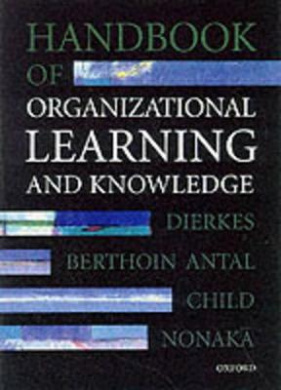 HANDBOOK
OF
ORGANIZATIONAL
LEARNING
AND KNOWLEDGE
DIERKES
BERTHOIN ANTAL
CHILD
NONAKA
OXFORD